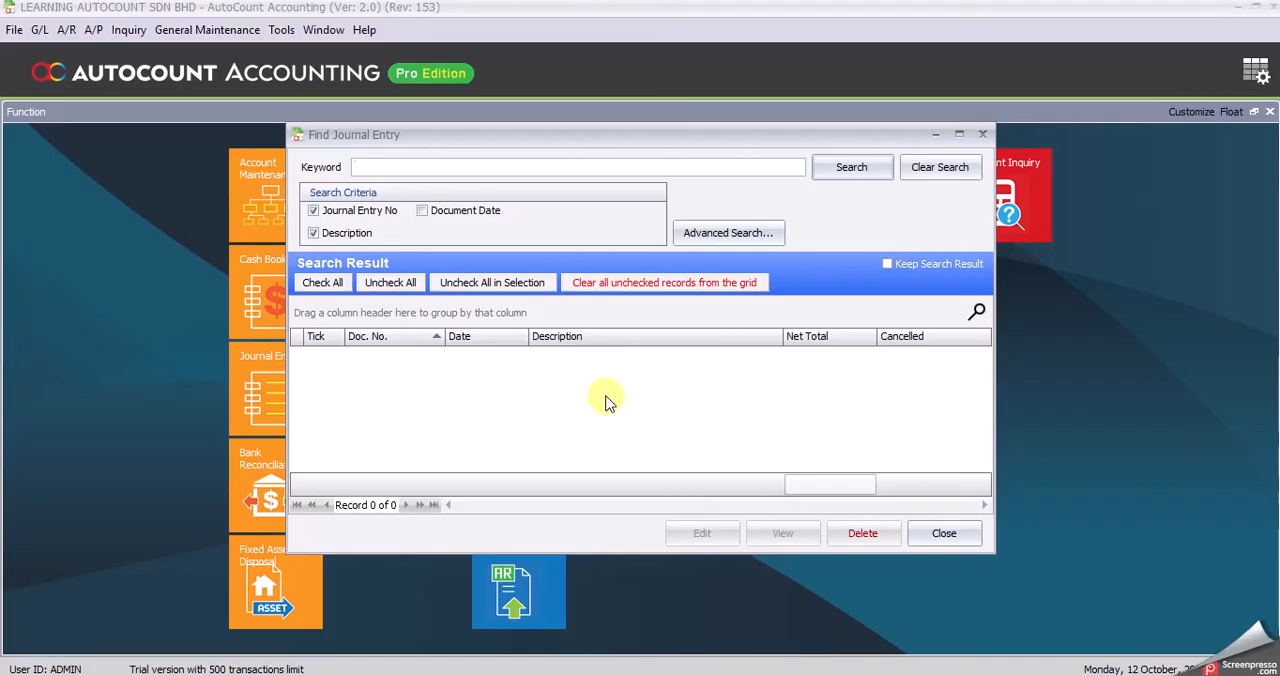 LEARNING AUTOCOUNT SDN BHD - AutoCount Accounting (Ver: 2.0) (Rev: 153)
File G/L A/R A/P Inquiry General Maintenance Tools Window Help
AUTOCOUNT ACCOUNTING Pro Edition
Function Customize Float
Account
Maintenan
Cash Book
Journal En
Bank
Reconcilia
Fixed Asse
Disposal
ASSET
AR
nt Inquiry
Find Journal Entry
Keyword Search Clear Search
Search Criteria
Journal Entry No Document Date
Description Advanced Search...
Search Result Keep Search Result
Check All Uncheck All Uncheck All in Selection Clear all unchecked records from the grid
Drag a column header here to group by that column
Tick Doc. No. Date Description Net Total Cancelled
Record 0 of 0
Edit View Delete Close
User ID: ADMIN Trial version with 500 transactions limit Monday, 12 October, Screenpresso
.com